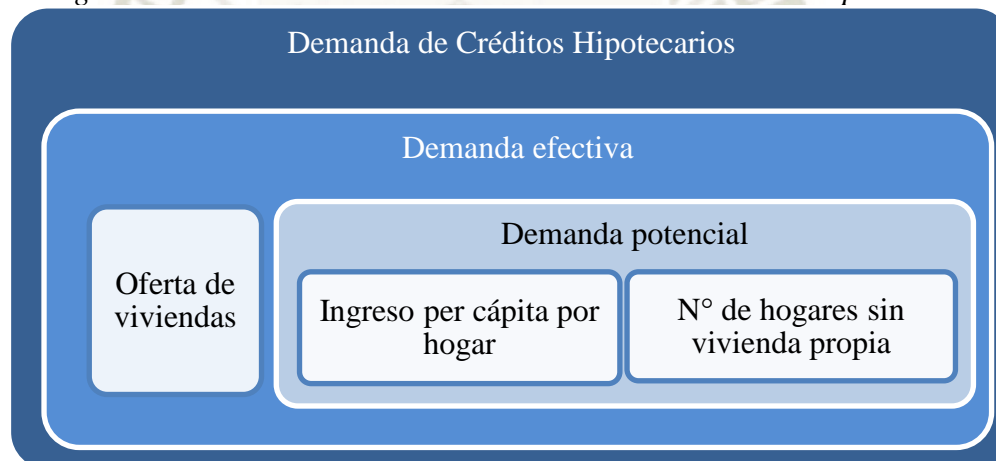 Demanda de Créditos Hipotecarios
Demanda efectiva
Oferta de
viviendas
Demanda potencial
Ingreso per cápita por
hogar
N° de hogares sin
vivienda propia